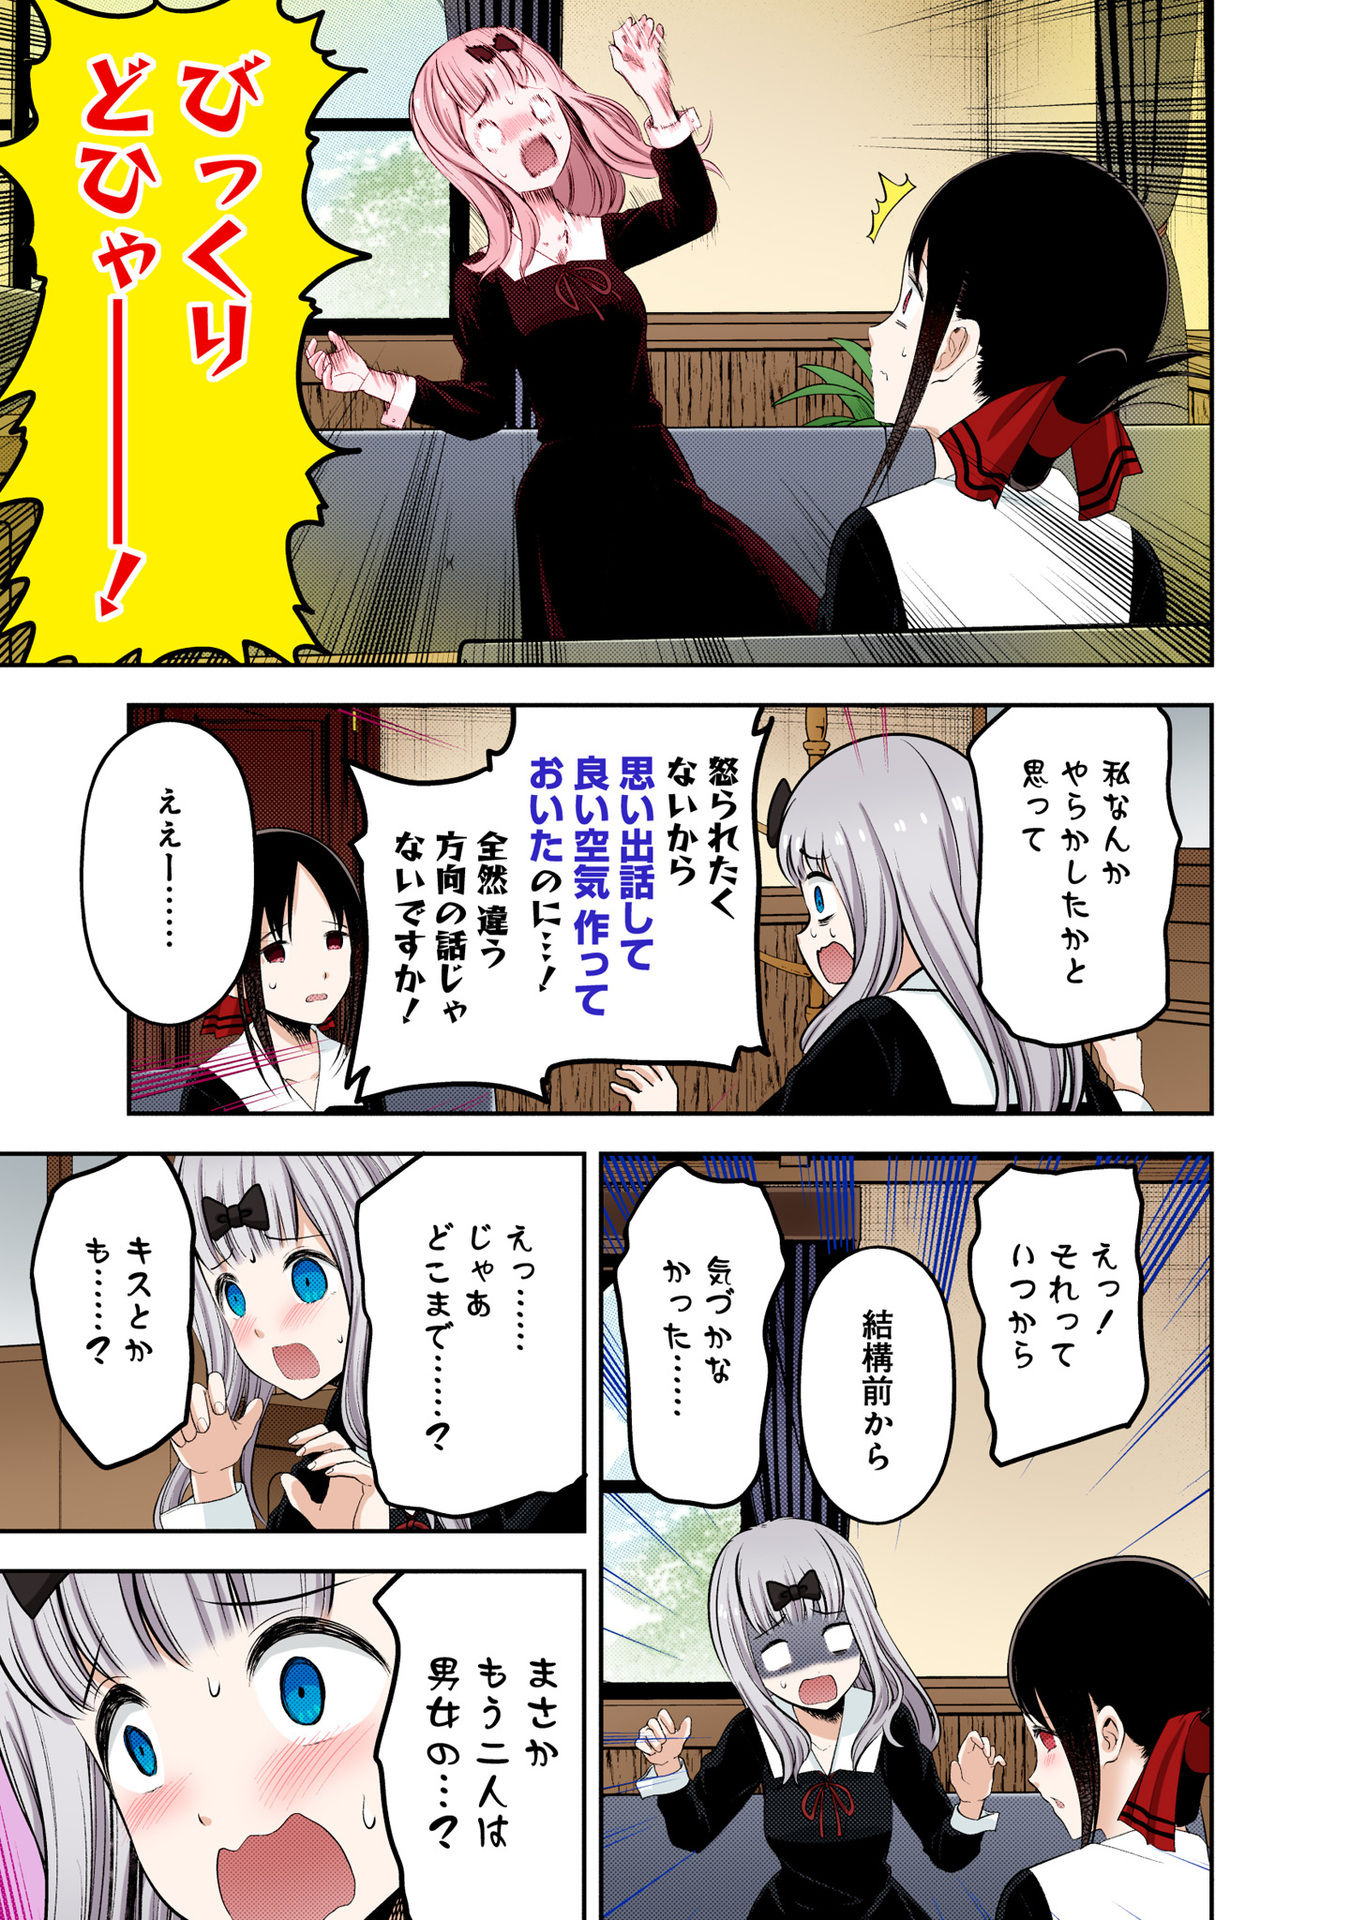 びっくり
どひゃーーー！
私なんか
やらかしたかと
思って
怒られたく
ないから
思い出話して
良い空気 作って
おいたのに…！
全然 違う
方向の話じゃ
ないですか！
ええー……
えっ！
それって
いつから
結構前から
気づかな
かった……
えっ……
じゃあ
どこまで……？
キスとか
も……？
まさか
もう二人は
男女の…？